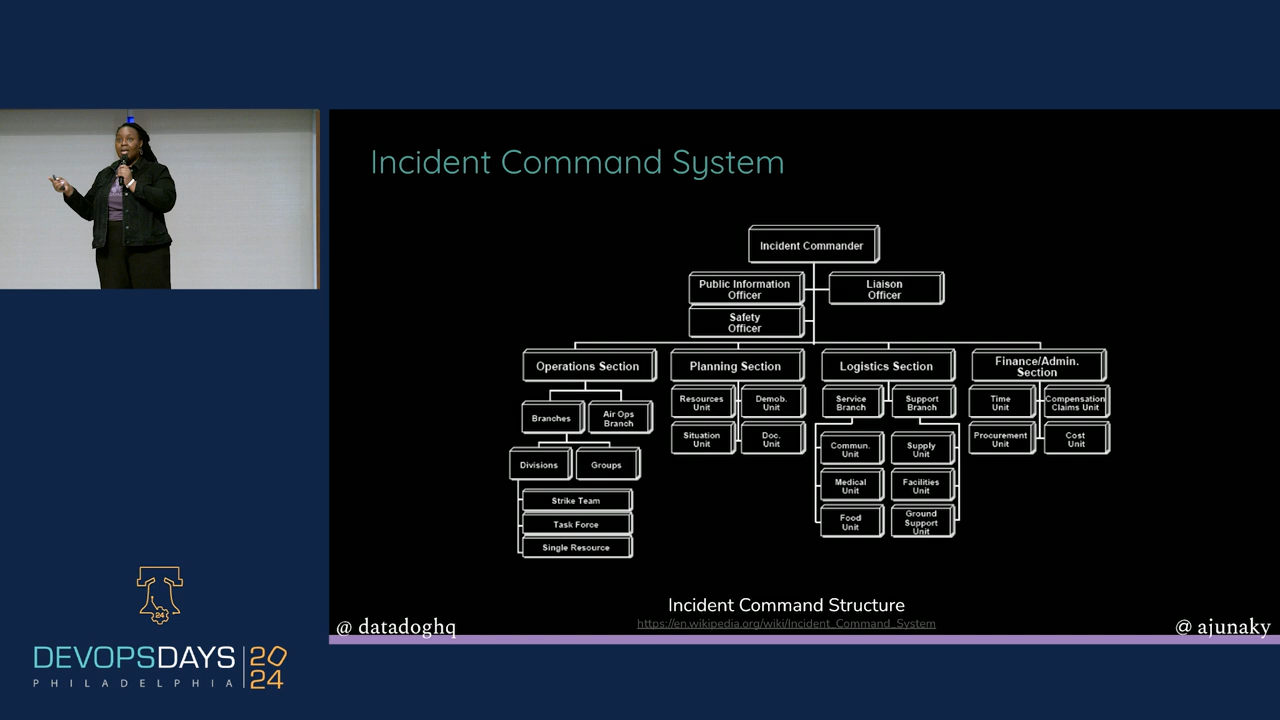 Incident Command System
Incident Commander
Public Information
Officer
Liaison
Officer
Safety
Officer
Operations Section
Planning Section
Logistics Section
Finance/Admin.
Section
Branches
Air Ops
Branch
Divisions
Groups
Strike Team
Task Force
Single Resource
Resources
Unit
Demob.
Unit
Situation
Unit
Doc.
Unit
Service
Branch
Support
Branch
Commun.
Unit
Supply
Unit
Medical
Unit
Facilities
Unit
Food
Unit
Ground
Support
Unit
Time
Unit
Compensation
Claims Unit
Procurement
Unit
Cost
Unit
Incident Command Structure
https://en.wikipedia.org/wiki/Incident_Command_System
@ datadoghq
@ ajunaky
24
DEVOPSDAYS
PHILADELPHIA
20
24